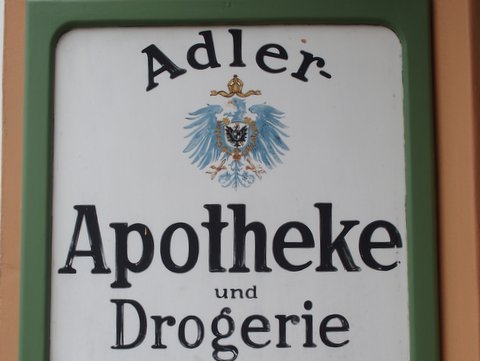 Adler-
Apotheke
und
Drogerie